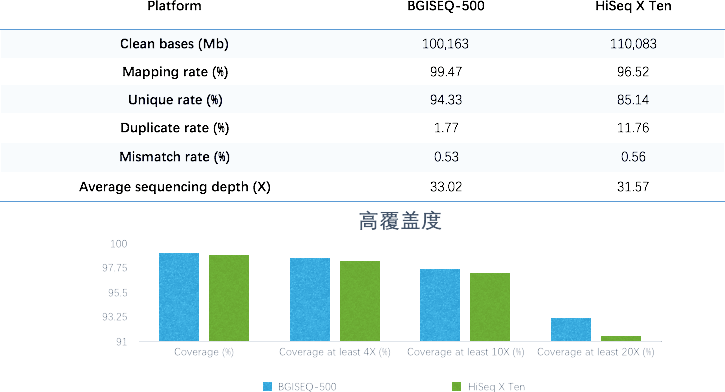 Platform BGISEQ-500 HiSeq X Ten
Clean bases (Mb) 100,163 110,083
Mapping rate (%) 99.47 96.52
Unique rate (%) 94.33 85.14
Duplicate rate (%) 1.77 11.76
Mismatch rate (%) 0.53 0.56
Average sequencing depth (X) 33.02 31.57
高覆盖度
100
97.75
95.5
93.25
91
Coverage (%) Coverage at least 4X (%) Coverage at least 10X (%) Coverage at least 20X (%)
BGISEQ-500 HiSeq X Ten